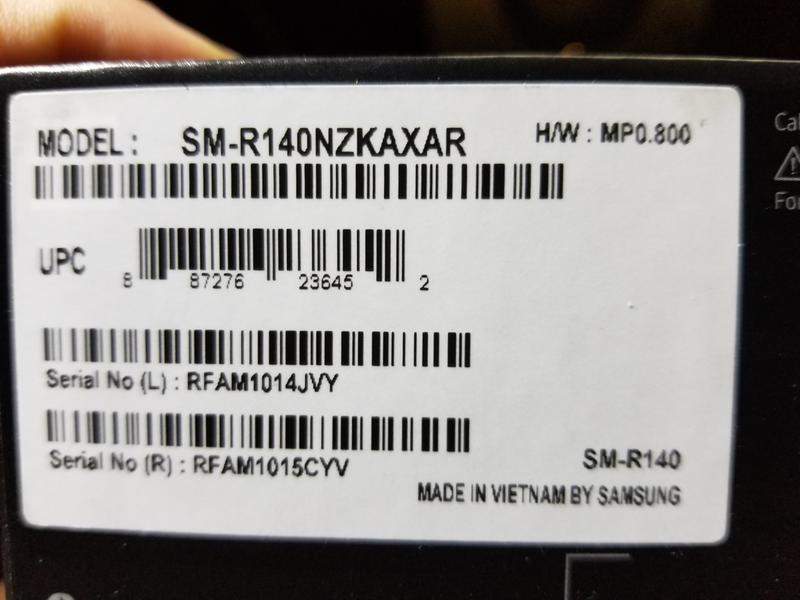 MODEL : SM-R140NZKAXAR H/W : MP0.800
UPC 8 87276 23645 2
Serial No (L) : RFAM1014JVY
Serial No (R) : RFAM1015CYV
SM-R140
MADE IN VIETNAM BY SAMSUNG